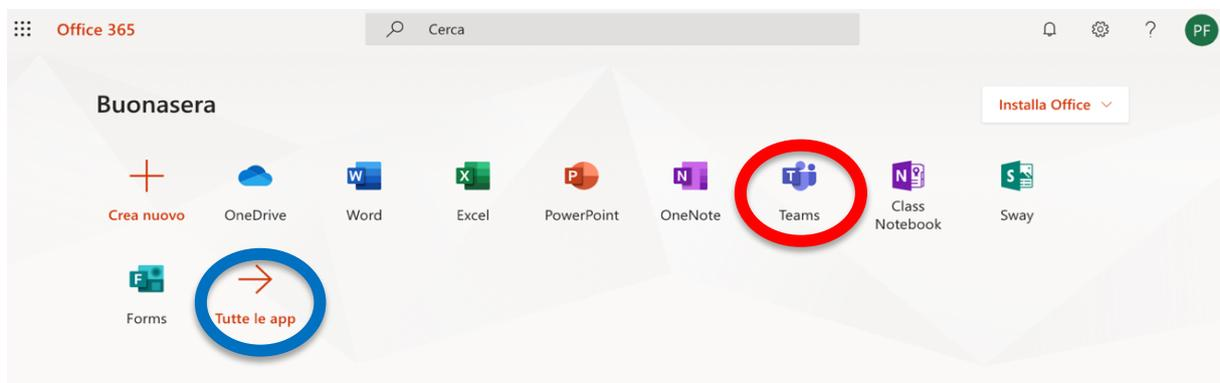 Office 365
Cerca
?
PF
Buonasera
Installa Office
Crea nuovo
OneDrive
W
Word
X
Excel
P
PowerPoint
N
OneNote
T
Teams
N
Class
Notebook
S
Sway
F
Forms
Tutte le app